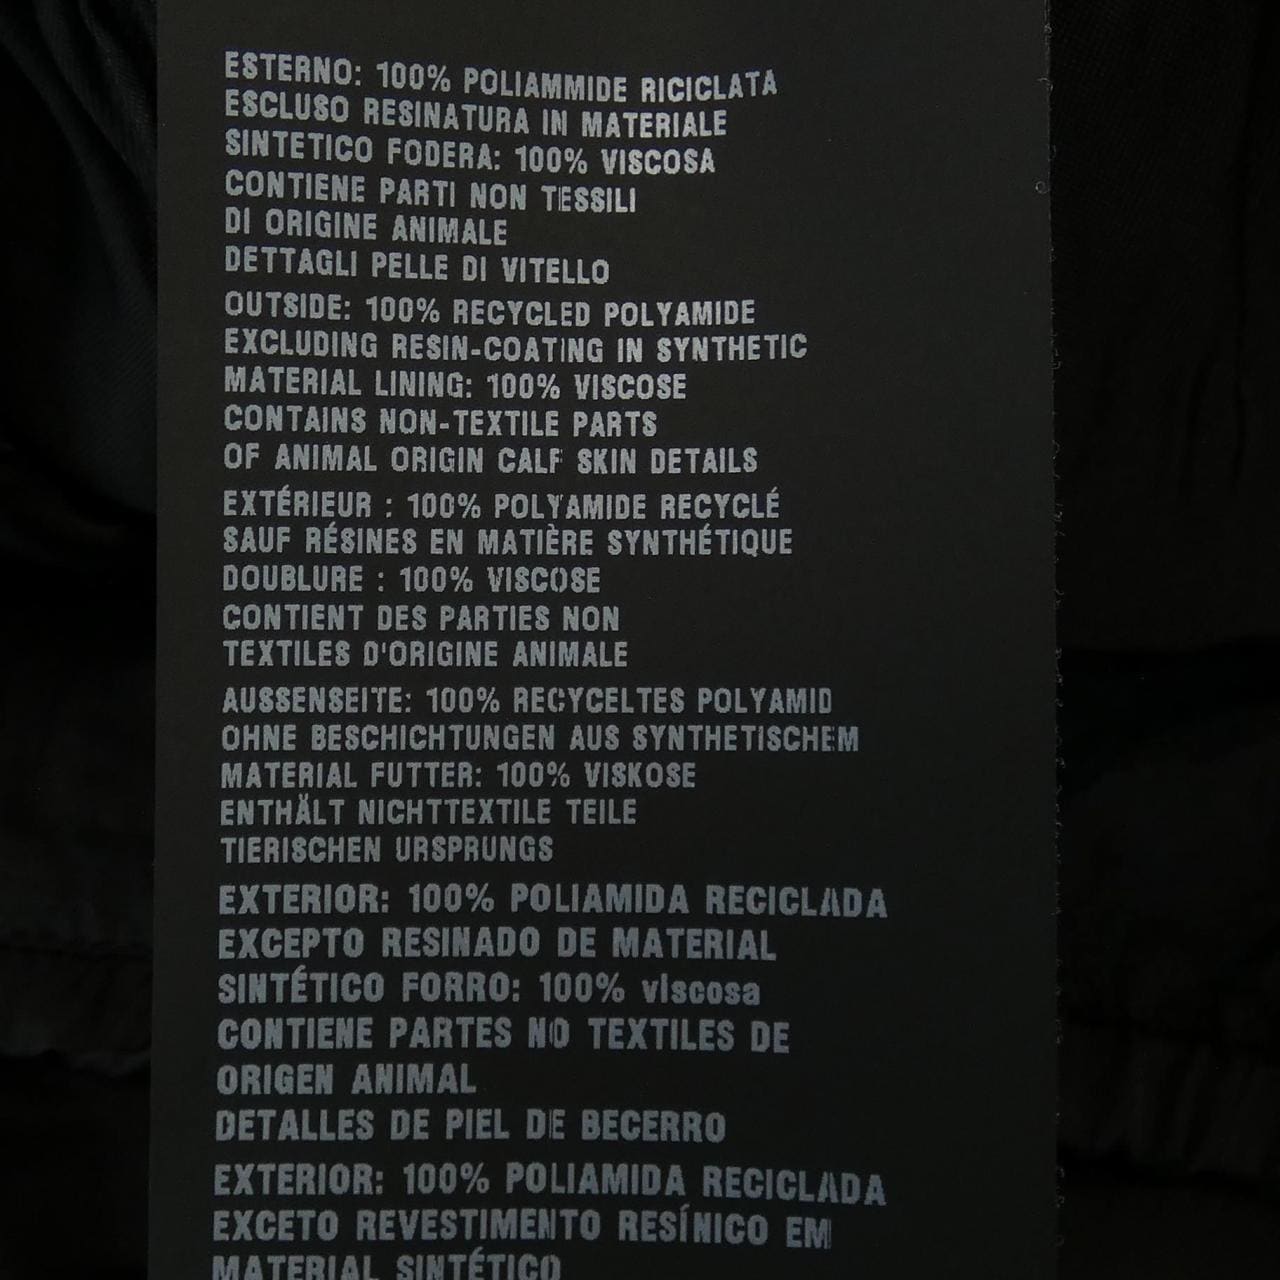 ESTERNO: 100% POLIAMMIDE RICICLATA
ESCLUSO RESINATURA IN MATERIALE
SINTETICO FODERA: 100% VISCOSA
CONTIENE PARTI NON TESSILI
DI ORIGINE ANIMALE
DETTAGLI PELLE DI VITELLO
OUTSIDE: 100% RECYCLED POLYAMIDE
EXCLUDING RESIN-COATING IN SYNTHETIC
MATERIAL LINING: 100% VISCOSE
CONTAINS NON-TEXTILE PARTS
OF ANIMAL ORIGIN CALF SKIN DETAILS
EXTÉRIEUR : 100% POLYAMIDE RECYCLÉ
SAUF RÉSINES EN MATIÈRE SYNTHÉTIQUE
DOUBLURE : 100% VISCOSE
CONTIENT DES PARTIES NON
TEXTILES D'ORIGINE ANIMALE
AUSSENSEITE: 100% RECYCELTES POLYAMID
OHNE BESCHICHTUNGEN AUS SYNTHETISCHEM
MATERIAL FUTTER: 100% VISKOSE
ENTHÄLT NICHTTEXTILE TEILE
TIERISCHEN URSPRUNGS
EXTERIOR: 100% POLIAMIDA RECICLADA
EXCEPTO RESINADO DE MATERIAL
SINTÉTICO FORRO: 100% viscosa
CONTIENE PARTES NO TEXTILES DE
ORIGEN ANIMAL
DETALLES DE PIEL DE BECERRO
EXTERIOR: 100% POLIAMIDA RECICLADA
EXCETO REVESTIMENTO RESÍNICO EM
MATERIAL SINTÉTICO